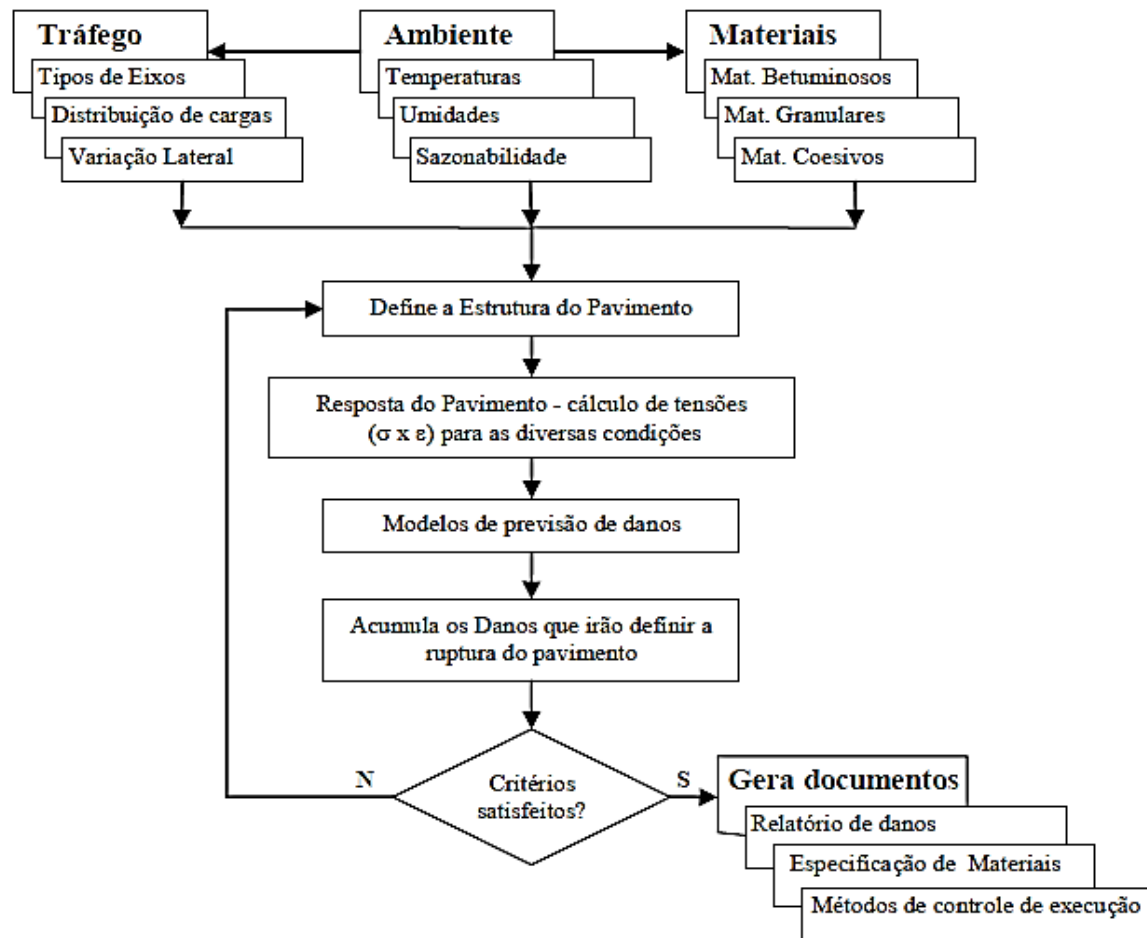 Tráfego
Tipos de Eixos
Distribuição de cargas
Variação Lateral
Ambiente
Temperaturas
Umidades
Sazonabilidade
Materiais
Mat. Betuminosos
Mat. Granulares
Mat. Coesivos
Define a Estrutura do Pavimento
Resposta do Pavimento - cálculo de tensões
(σ x ε) para as diversas condições
Modelos de previsão de danos
Acumula os Danos que irão definir a
ruptura do pavimento
Critérios
satisfeitos?
N
S
Gera documentos
Relatório de danos
Especificação de Materiais
Métodos de controle de execução